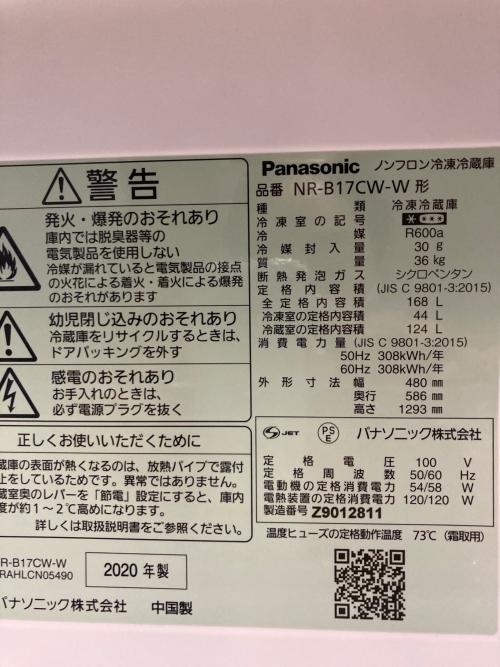 警告
発火・爆発のおそれあり
庫内では脱臭器等の
電気製品を使用しない
冷媒が漏れていると電気製品の接点
の火花による着火・着火による爆発
のおそれがあります
幼児閉じ込みのおそれあり
冷蔵庫をリサイクルするときは、
ドアパッキングを外す
感電のおそれあり
お手入れのときは、
必ず電源プラグを抜く
正しくお使いいただくために
蔵庫の表面が熱くなるのは、放熱パイプで露付
止をしているためです。異常ではありません。
蔵室奥のレバーを「節電」設定にすると、庫内
度が約1~2℃高めになります。
詳しくは取扱説明書をご参照ください。
R-B17CW-W
RAHLCN05490
2020年製
パナソニック株式会社 中国製
Panasonic ノンフロン冷凍冷蔵庫
品番 NR-B17CW-W 形
種類 冷凍冷蔵庫
冷凍室の記号
冷媒 R600a
冷媒封入量 30 g
質量 36 kg
断熱発泡ガス シクロペンタン
定格内容積 (JIS C 9801-3:2015)
全定格内容積 168 L
冷凍室の定格内容積 44 L
冷蔵室の定格内容積 124 L
消費電力量 (JIS C 9801-3:2015)
50Hz 308kWh/年
60Hz 308kWh/年
外形寸法 幅 480 mm
奥行 586 mm
高さ 1293 mm
S JET PS E パナソニック株式会社
定格電圧 100 V
定格周波数 50/60 Hz
電動機の定格消費電力 54/58 W
電熱装置の定格消費電力 120/120 W
製造番号 Z9012811
温度ヒューズの定格動作温度 73℃ (霜取用)